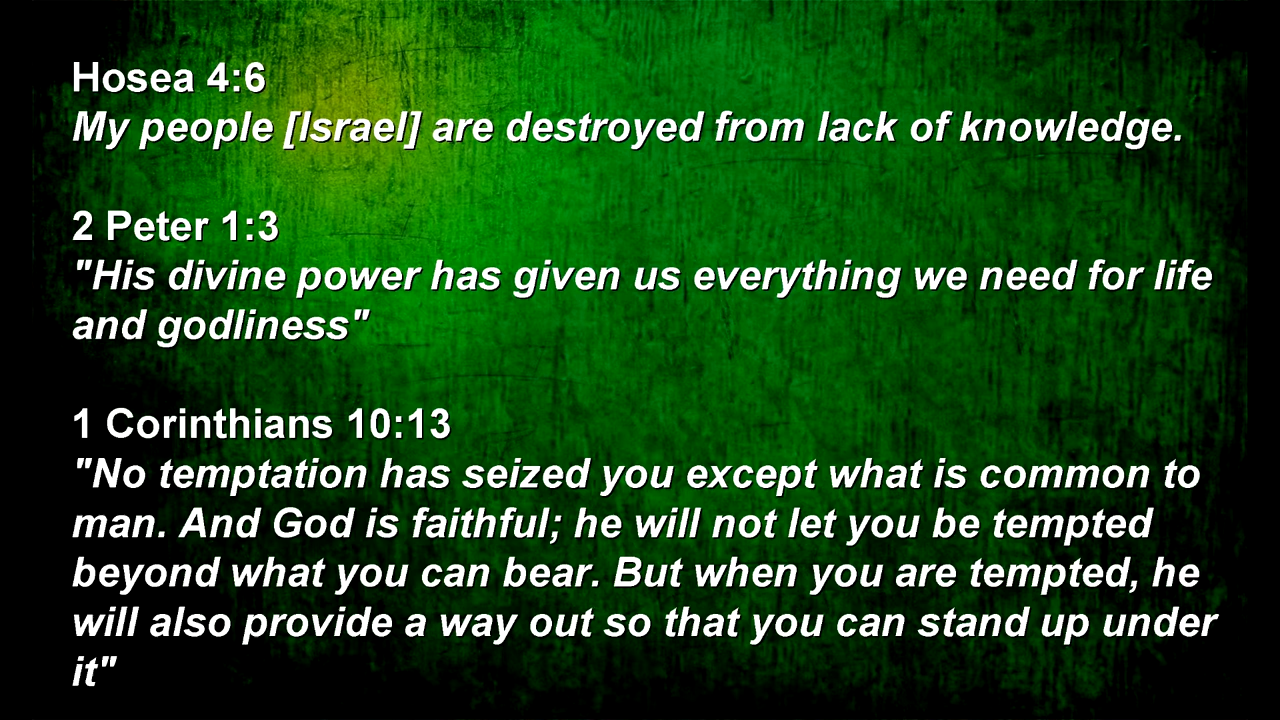 Hosea 4:6
My people [Israel] are destroyed from lack of knowledge.
2 Peter 1:3
"His divine power has given us everything we need for life
and godliness"
1 Corinthians 10:13
"No temptation has seized you except what is common to
man. And God is faithful; he will not let you be tempted
beyond what you can bear. But when you are tempted, he
will also provide a way out so that you can stand up under
it"